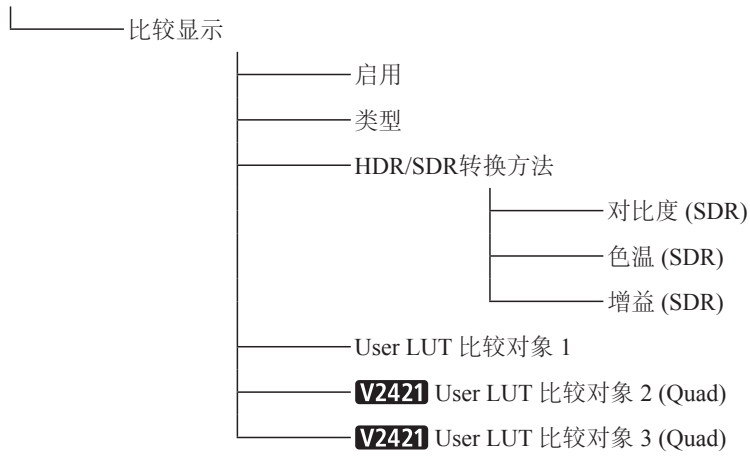 比较显示
启用
类型
HDR/SDR转换方法
对比度 (SDR)
色温 (SDR)
增益 (SDR)
User LUT 比较对象 1
V2421 User LUT 比较对象 2 (Quad)
V2421 User LUT 比较对象 3 (Quad)